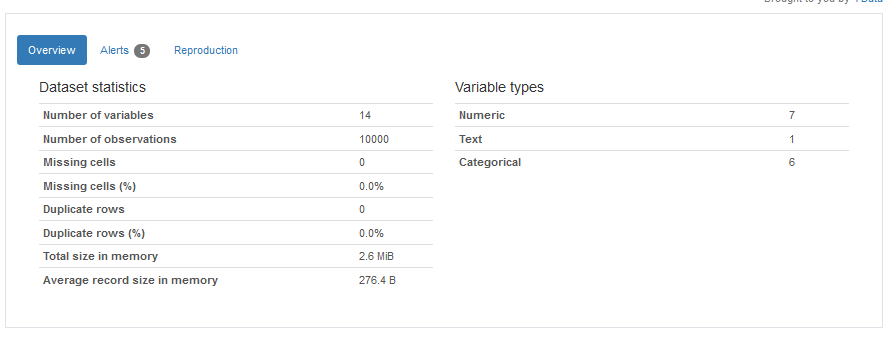 Brought to you by YData
Overview
Alerts 5
Reproduction
Dataset statistics
Number of variables 14
Number of observations 10000
Missing cells 0
Missing cells (%) 0.0%
Duplicate rows 0
Duplicate rows (%) 0.0%
Total size in memory 2.6 MiB
Average record size in memory 276.4 B
Variable types
Numeric 7
Text 1
Categorical 6